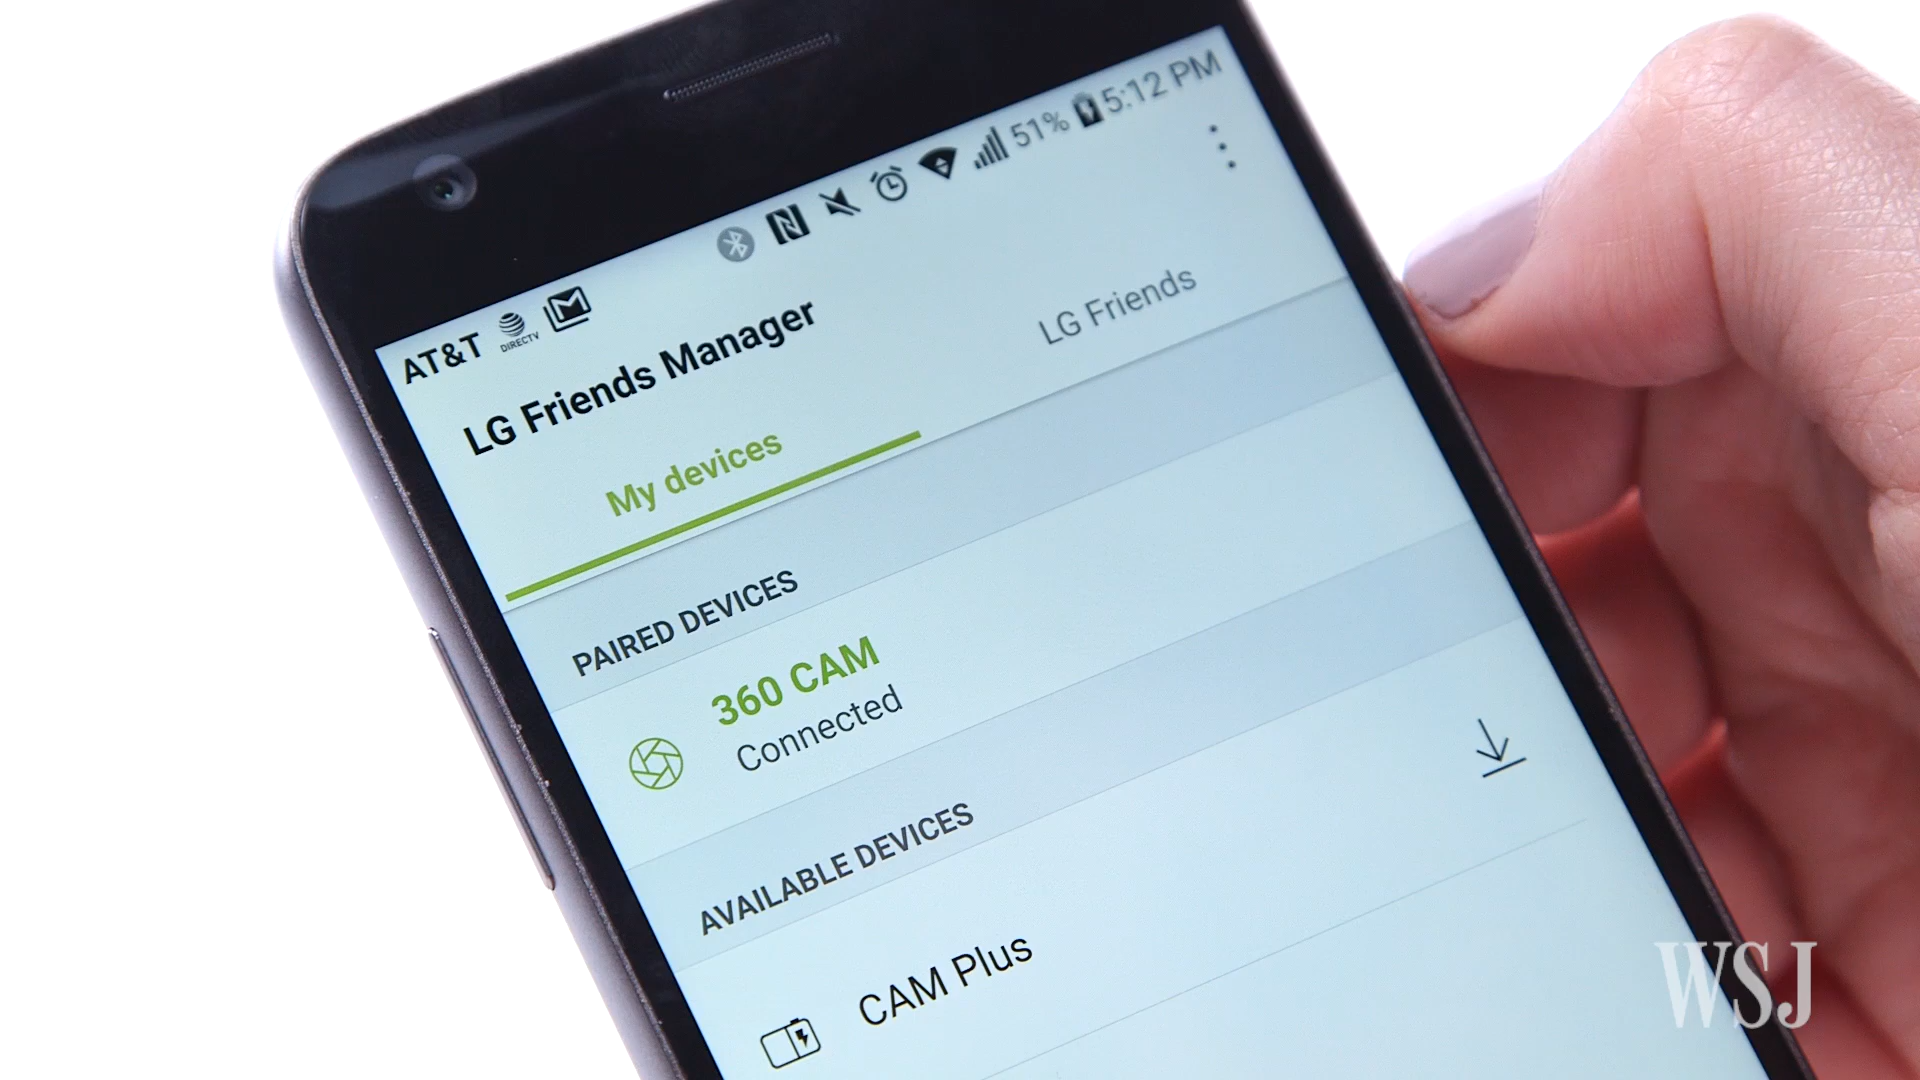 AT&T DIRECTV 51% 5:12 PM
LG Friends Manager
My devices LG Friends
PAIRED DEVICES
360 CAM
Connected
AVAILABLE DEVICES
CAM Plus
WSJ